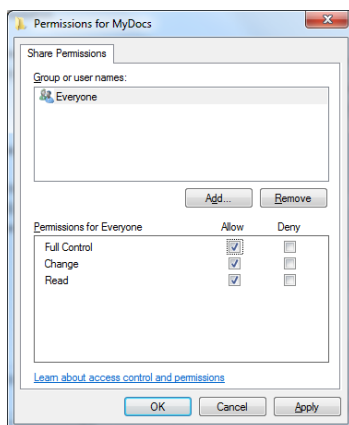 Permissions for MyDocs
Share Permissions
Group or user names:
Everyone
Add... Remove
Permissions for Everyone Allow Deny
Full Control
Change
Read
Learn about access control and permissions
OK Cancel Apply